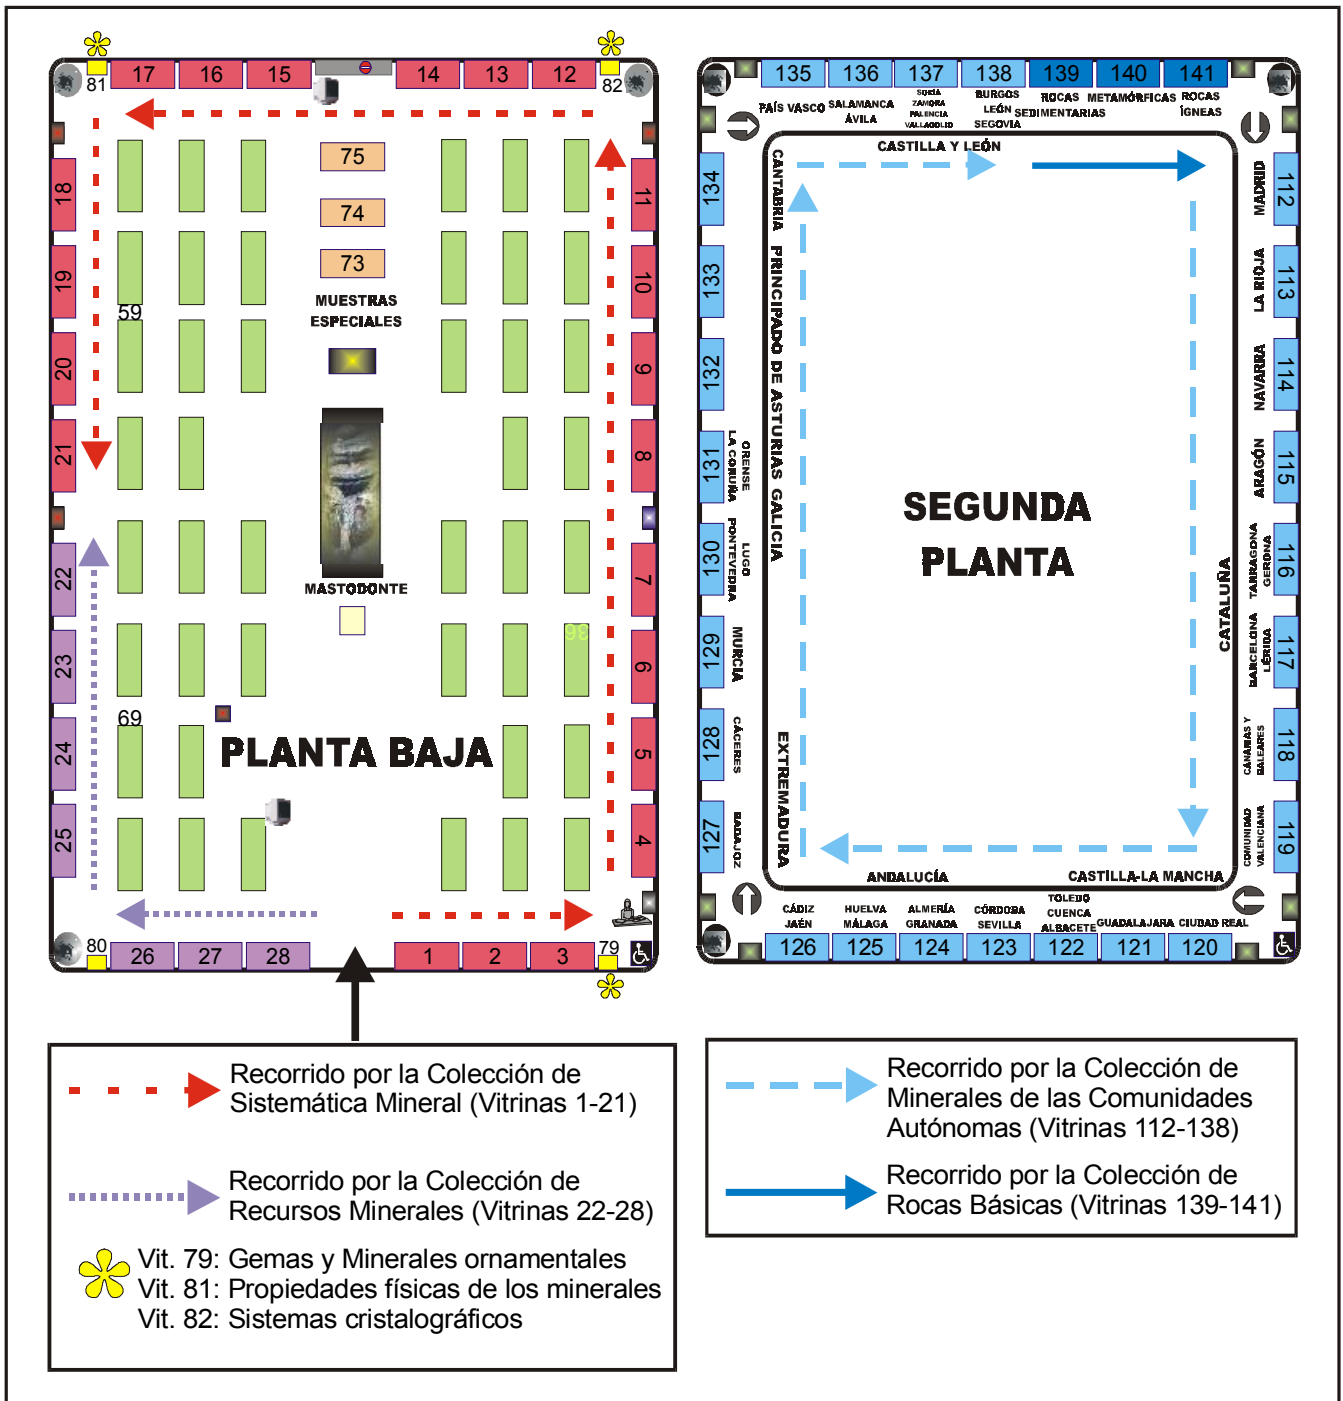 81
17
16
15
14
13
12
82
18
19
20
21
22
23
24
25
59
69
75
74
73
MUESTRAS
ESPECIALES
MASTODONTE
36
PLANTA BAJA
11
10
9
8
7
6
5
4
80
26
27
28
1
2
3
79
135
136
137
138
139
140
141
PAÍS VASCO
SALAMANCA
ÁVILA
SORIA
ZAMORA
PALENCIA
VALLADOLID
BURGOS
LEÓN
SEGOVIA
ROCAS
SEDIMENTARIAS
METAMÓRFICAS
ROCAS
ÍGNEAS
CASTILLA Y LEÓN
CANTABRIA
PRINCIPADO DE ASTURIAS
GALICIA
EXTREMADURA
134
133
132
131
ORENSE
LA CORUÑA
130
LUGO
PONTEVEDRA
129
MURCIA
128
CÁCERES
127
BADAJOZ
SEGUNDA
PLANTA
112
MADRID
113
LA RIOJA
114
NAVARRA
115
ARAGÓN
116
TARRAGONA
GERONA
117
BARCELONA
LÉRIDA
CATALUÑA
118
CANARIAS Y
BALEARES
119
COMUNIDAD
VALENCIANA
ANDALUCÍA
CASTILLA-LA MANCHA
CÁDIZ
JAÉN
HUELVA
MÁLAGA
ALMERÍA
GRANADA
CÓRDOBA
SEVILLA
TOLEDO
CUENCA
ALBACETE
GUADALAJARA
CIUDAD REAL
126
125
124
123
122
121
120
Recorrido por la Colección de
Sistemática Mineral (Vitrinas 1-21)
Recorrido por la Colección de
Recursos Minerales (Vitrinas 22-28)
Vit. 79: Gemas y Minerales ornamentales
Vit. 81: Propiedades físicas de los minerales
Vit. 82: Sistemas cristalográficos
Recorrido por la Colección de
Minerales de las Comunidades
Autónomas (Vitrinas 112-138)
Recorrido por la Colección de
Rocas Básicas (Vitrinas 139-141)